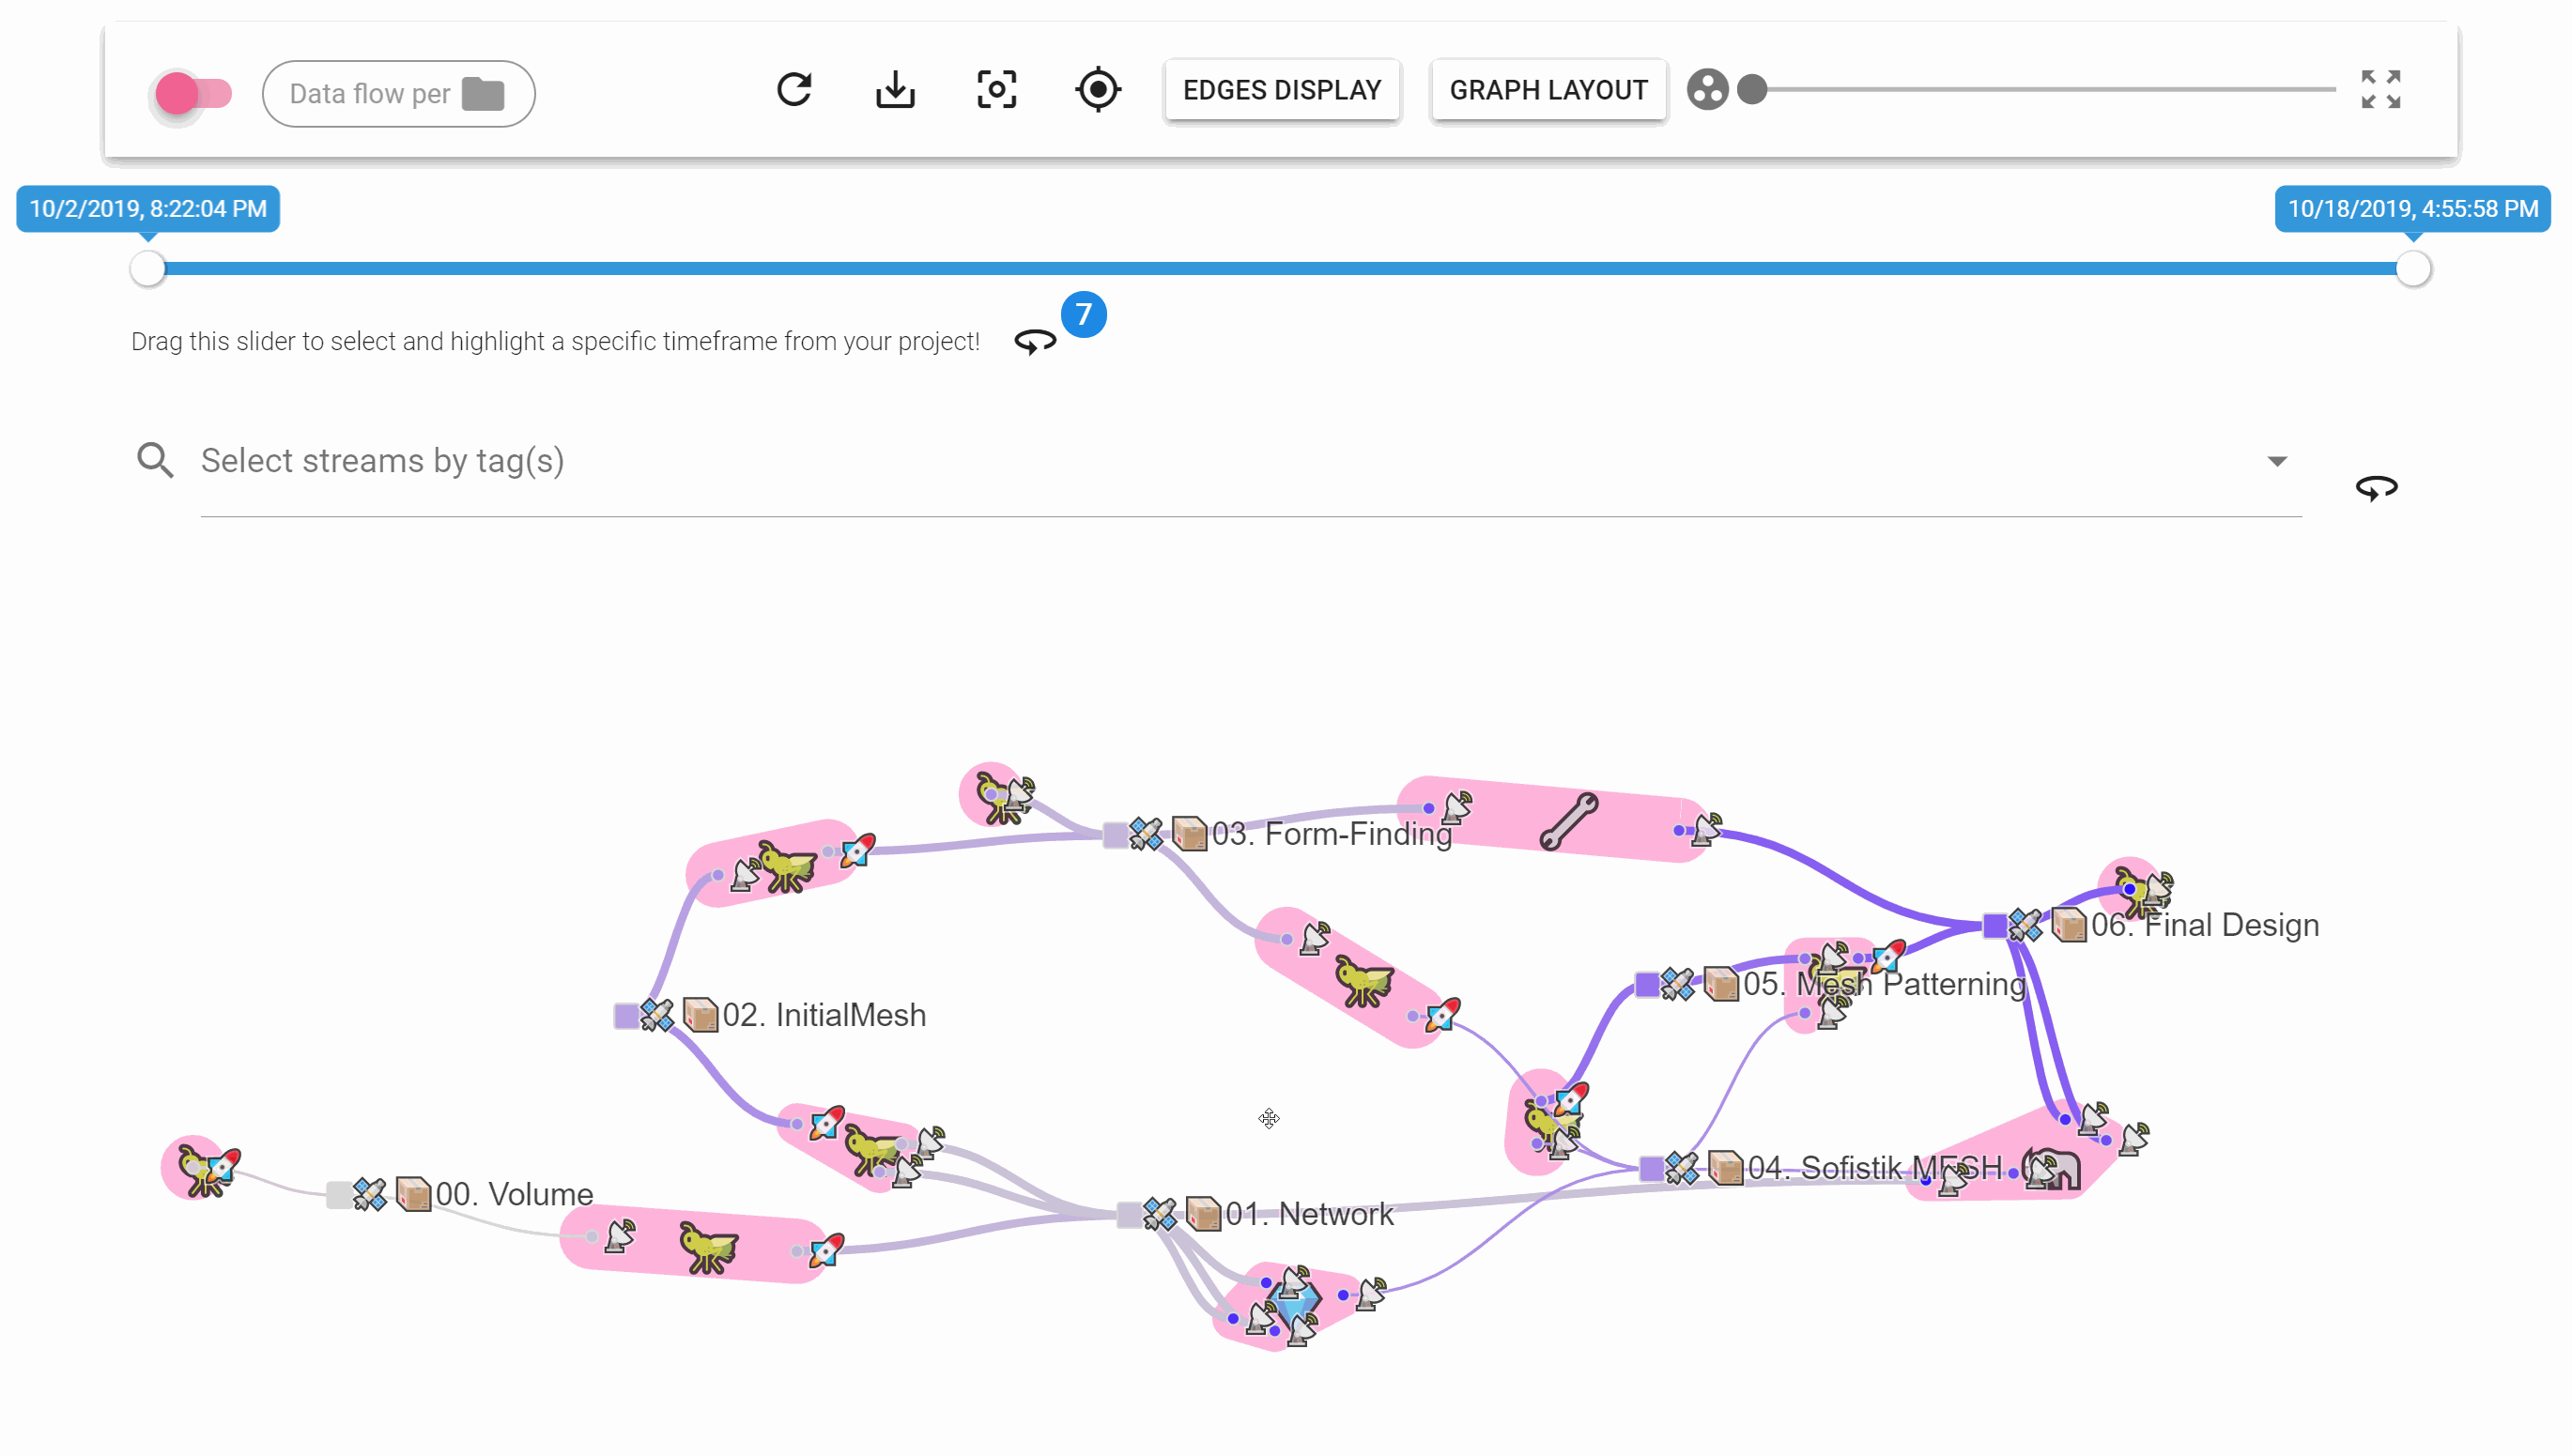 Data flow per
EDGES DISPLAY
GRAPH LAYOUT
10/2/2019, 8:22:04 PM
10/18/2019, 4:55:58 PM
7
Drag this slider to select and highlight a specific timeframe from your project!
Select streams by tag(s)
03. Form-Finding
06. Final Design
05. Mesh Patterning
02. InitialMesh
04. Sofistik MESH
00. Volume
01. Network